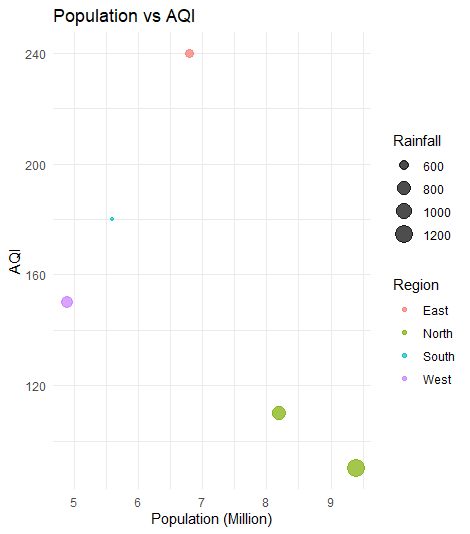 Population vs AQI
240
200
160
120
AQI
5 6 7 8 9
Population (Million)
Rainfall
600
800
1000
1200
Region
East
North
South
West